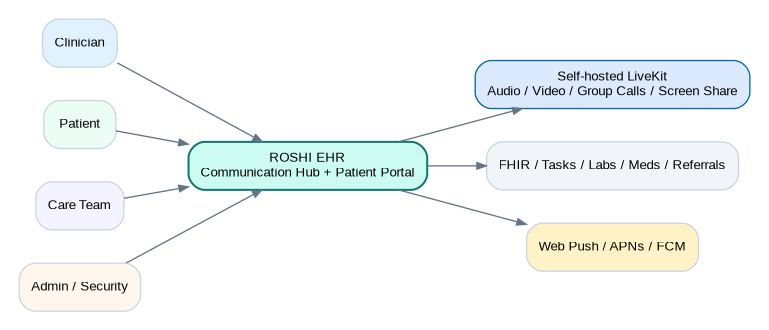 Clinician
Patient
Care Team
Admin / Security
ROSHI EHR
Communication Hub + Patient Portal
Self-hosted LiveKit
Audio / Video / Group Calls / Screen Share
FHIR / Tasks / Labs / Meds / Referrals
Web Push / APNs / FCM